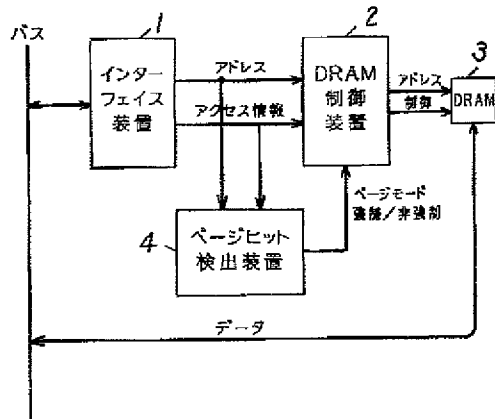 バス
1
インター
フェイス
装置
アドレス
アクセス情報
2
DRAM
制御
装置
アドレス
制御
3
DRAM
ページモード
強制/非強制
4
ページヒット
検出装置
データ